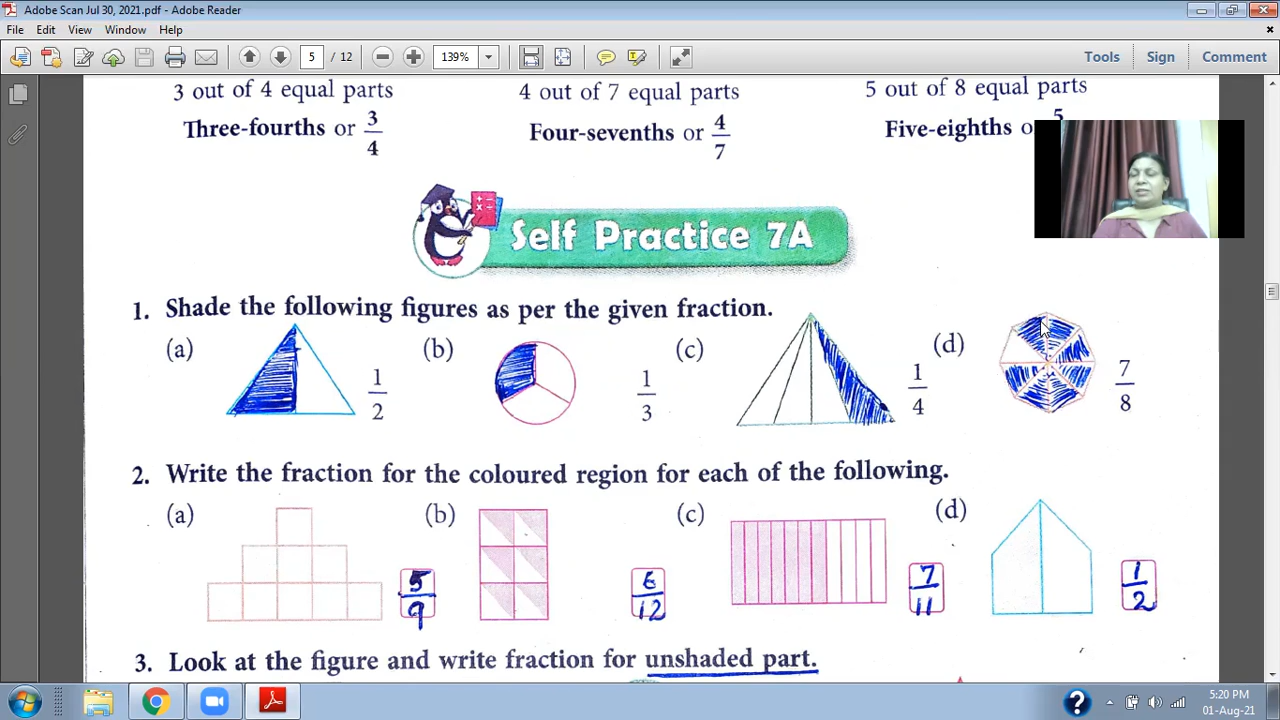 Adobe Scan Jul 30, 2021.pdf - Adobe Reader
File Edit View Window Help
5 / 12 139% Tools Sign Comment
3 out of 4 equal parts 4 out of 7 equal parts 5 out of 8 equal parts
Three-fourths or 3/4 Four-sevenths or 4/7 Five-eighths o 5
Self Practice 7A
1. Shade the following figures as per the given fraction.
(a) 1/2 (b) 1/3 (c) 1/4 (d) 7/8
2. Write the fraction for the coloured region for each of the following.
(a) 5/9 (b) 6/12 (c) 7/11 (d) 1/2
3. Look at the figure and write fraction for unshaded part.
5:20 PM
01-Aug-21